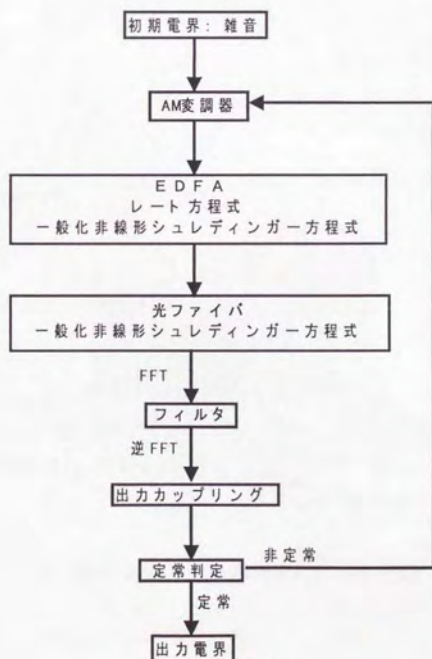 初期電界: 雑音
AM変調器
EDFA
レート方程式
一般化非線形シュレディンガー方程式
光ファイバ
一般化非線形シュレディンガー方程式
FFT
フィルタ
逆FFT
出力カップリング
定常判定
非定常
定常
出力電界